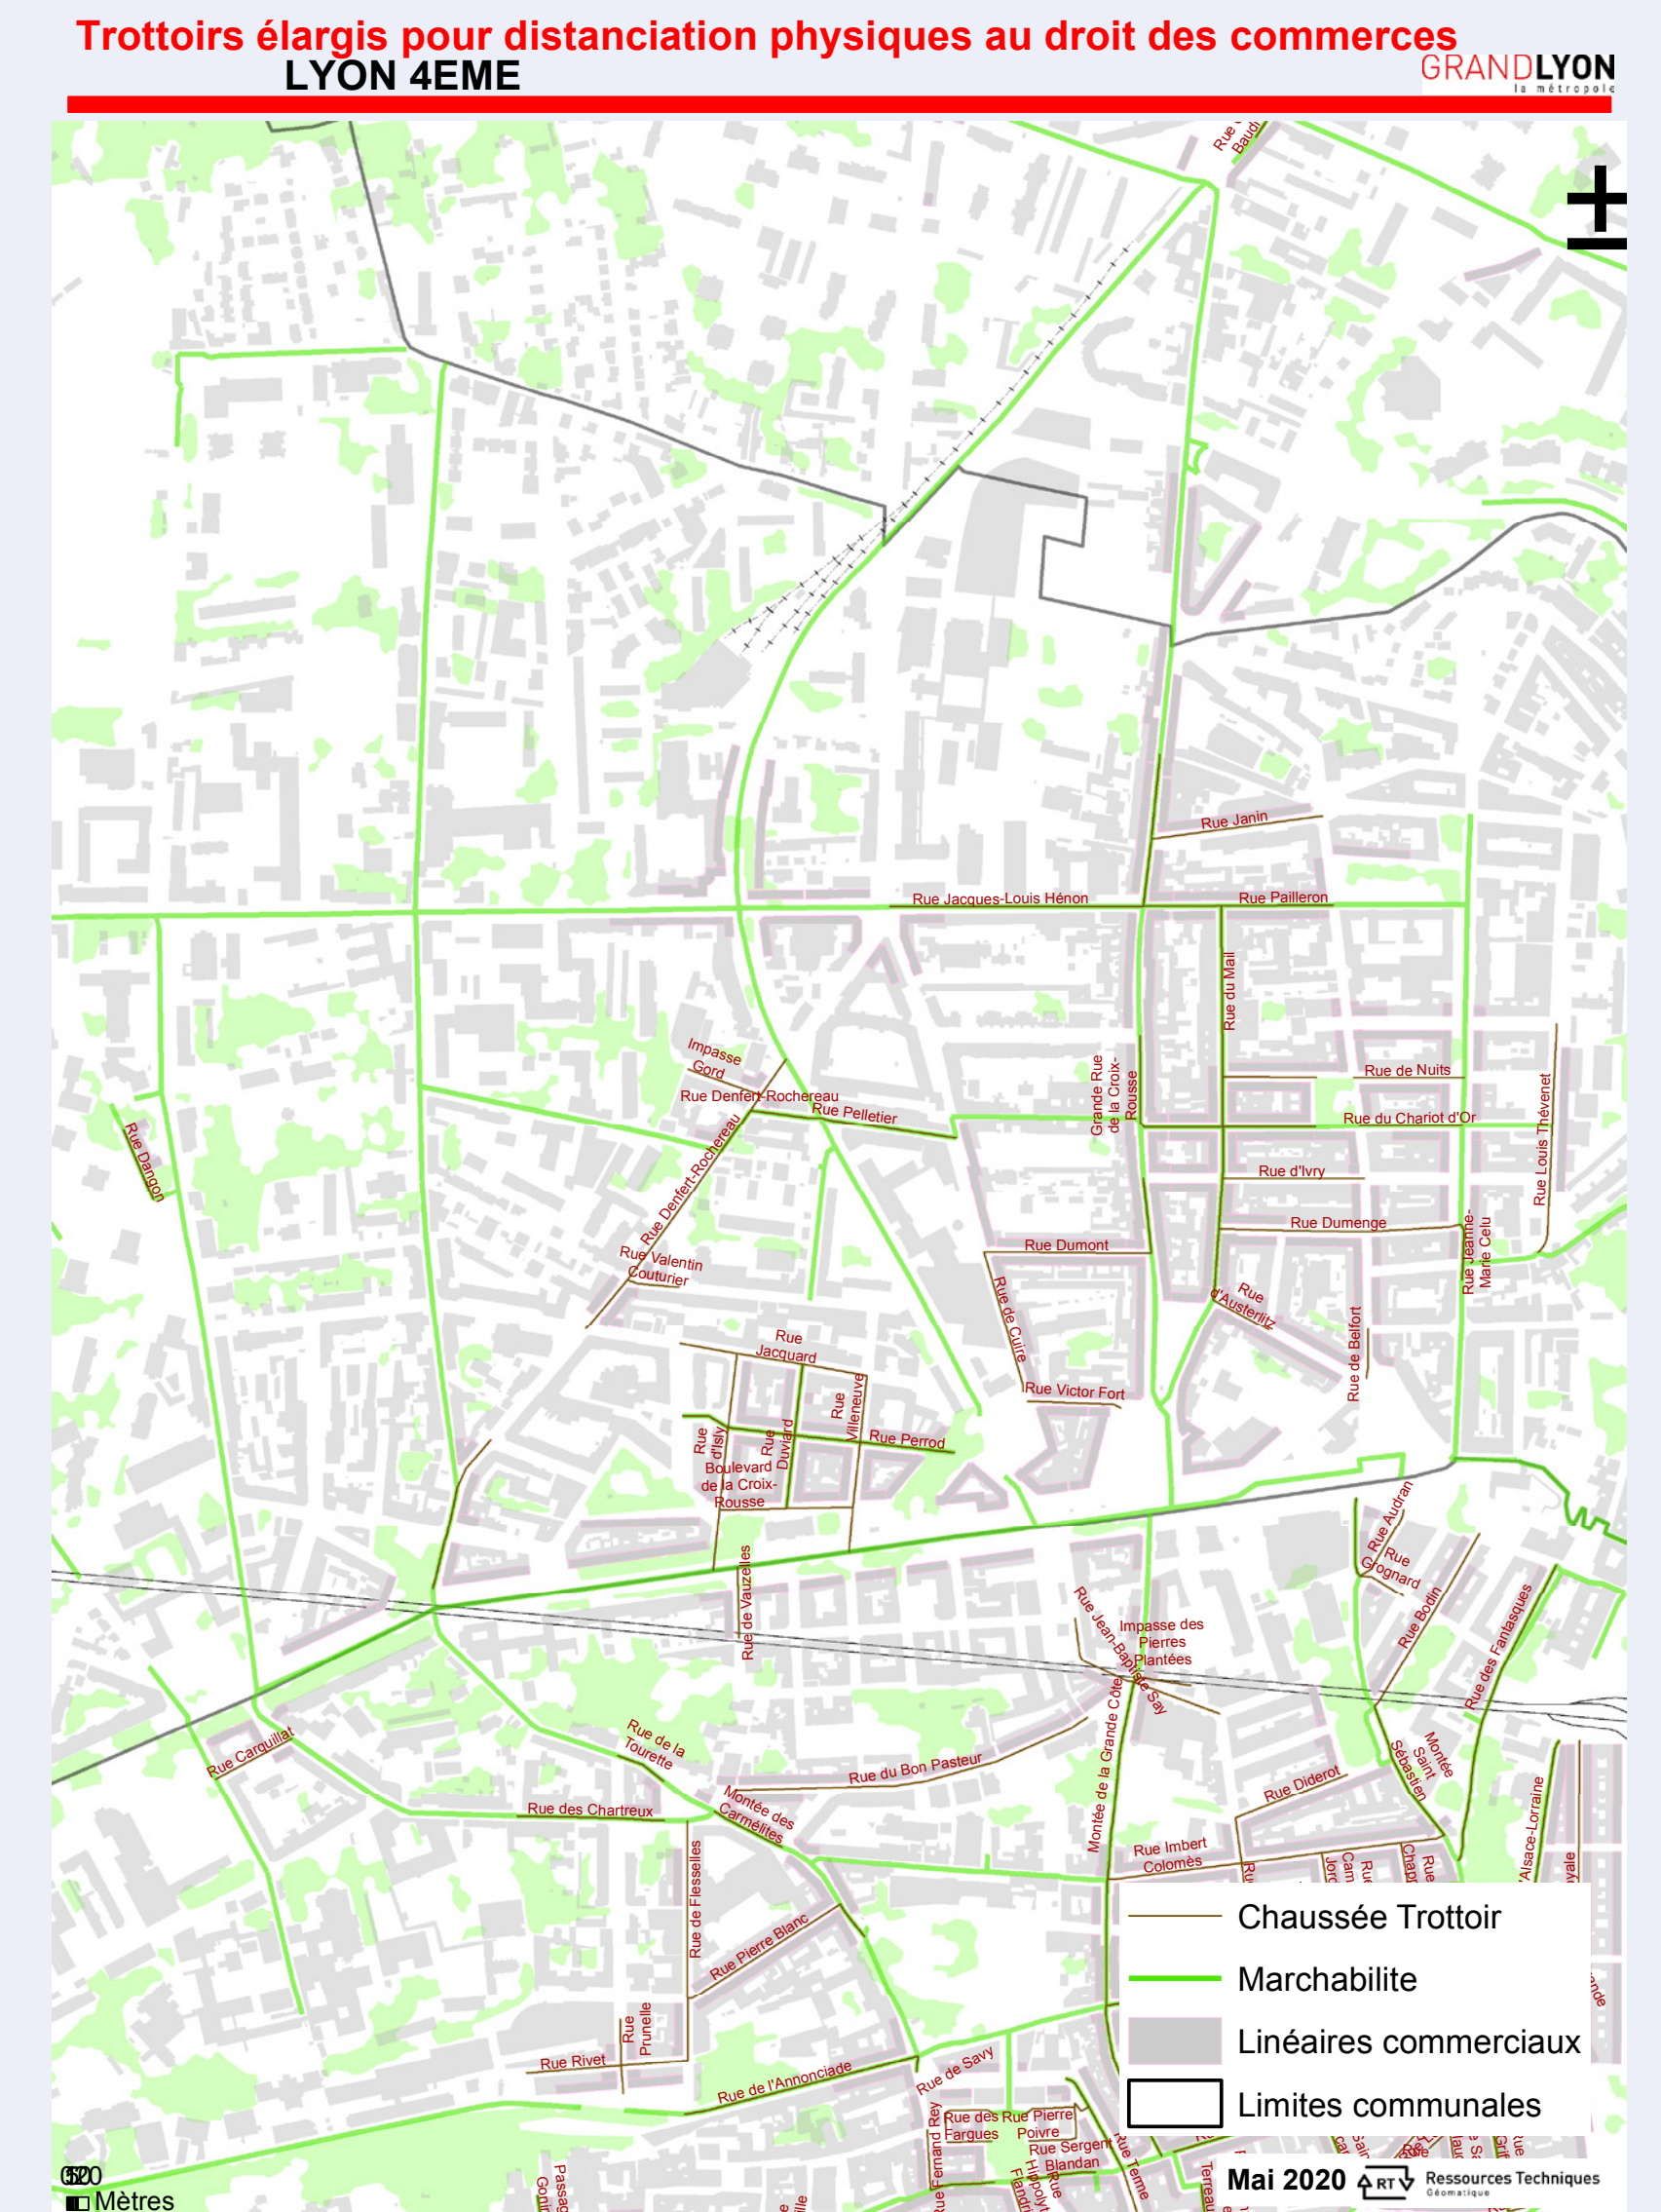 Trottoirs élargis pour distanciation physiques au droit des commerces
LYON 4EME
GRANDLYON
la métropole
Rue Janin
Rue Jacques-Louis Hénon
Rue Pailleron
Rue du Mail
Impasse
Gord
Rue Denfert-Rochereau
Rue Pelletier
Grande Rue
de la Croix-
Rousse
Rue de Nuits
Rue du Chariot d'Or
Rue Louis Thévenet
Rue Dangon
Rue Denfert-Rochereau
Rue d'Ivry
Rue Dumenge
Rue Jeanne-
Marie Celu
Rue Dumont
Rue Valentin
Couturier
Rue de Cuire
Rue
d'Austerlitz
Rue de Belfort
Rue
Jacquard
Rue Victor Fort
Rue
Villeneuve
Rue
d'Isly
Rue
Duviard
Rue Perrod
Boulevard
de la Croix-
Rousse
Rue Audran
Rue
Grognard
Rue de Vauzelles
Rue Bodin
Rue des Fantasques
Rue Jean-Baptiste Say
Impasse des
Pierres
Plantées
Montée de la Grande Côte
Rue Carquillat
Rue de la
Tourette
Rue du Bon Pasteur
Montée
Saint
Sébastien
Rue Diderot
Rue des Chartreux
Montée des
Carmélites
Rue Imbert
Colomès
Rue de Flesselles
Rue Pierre Blanc
Rue
Prunelle
Rue Rivet
Rue de l'Annonciade
Rue de Savy
Rue des
Fargues
Rue Pierre
Poivre
Rue Sergent
Blandan
Rue Terme
Chaussée Trottoir
Marchabilite
Linéaires commerciaux
Limites communales
Mètres
Mai 2020
RT
Ressources Techniques
Géomatique